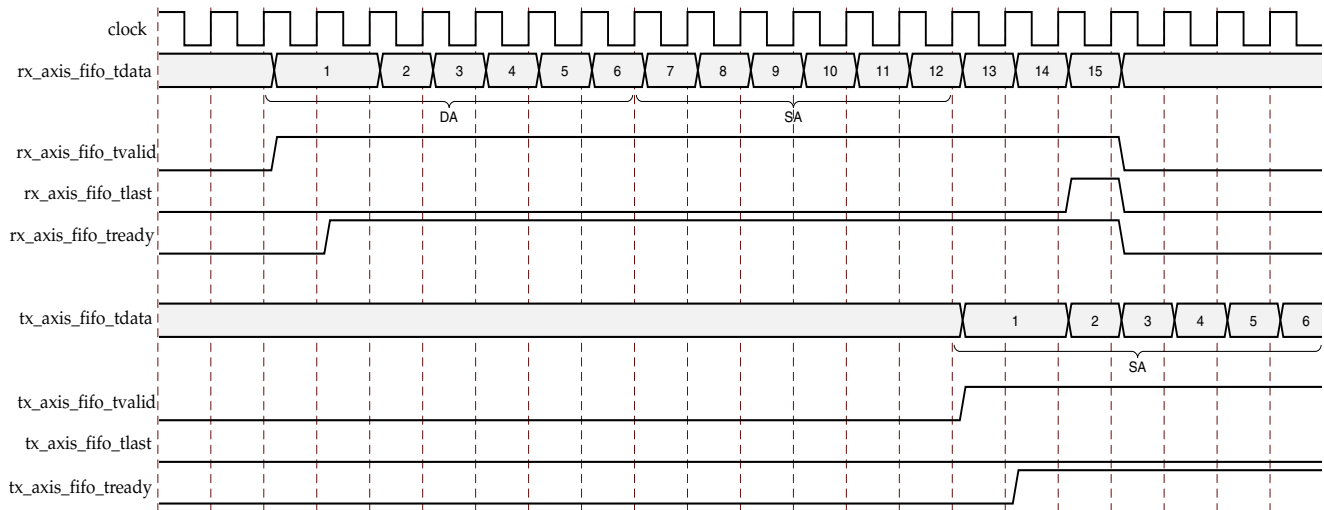 clock
rx_axis_fifo_tdata 1 2 3 4 5 6 7 8 9 10 11 12 13 14 15
DA SA
rx_axis_fifo_tvalid
rx_axis_fifo_tlast
rx_axis_fifo_tready
tx_axis_fifo_tdata 1 2 3 4 5 6
SA
tx_axis_fifo_tvalid
tx_axis_fifo_tlast
tx_axis_fifo_tready